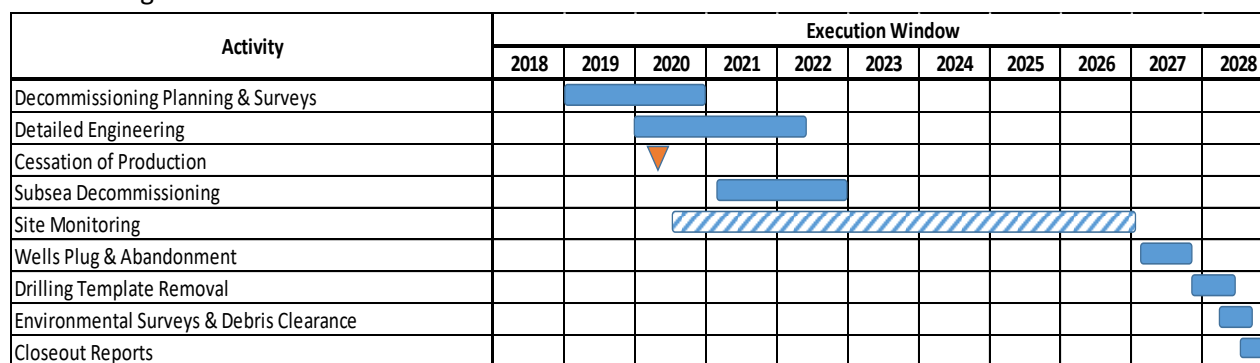 Activity
Execution Window
2018 2019 2020 2021 2022 2023 2024 2025 2026 2027 2028
Decommissioning Planning & Surveys
Detailed Engineering
Cessation of Production
Subsea Decommissioning
Site Monitoring
Wells Plug & Abandonment
Drilling Template Removal
Environmental Surveys & Debris Clearance
Closeout Reports